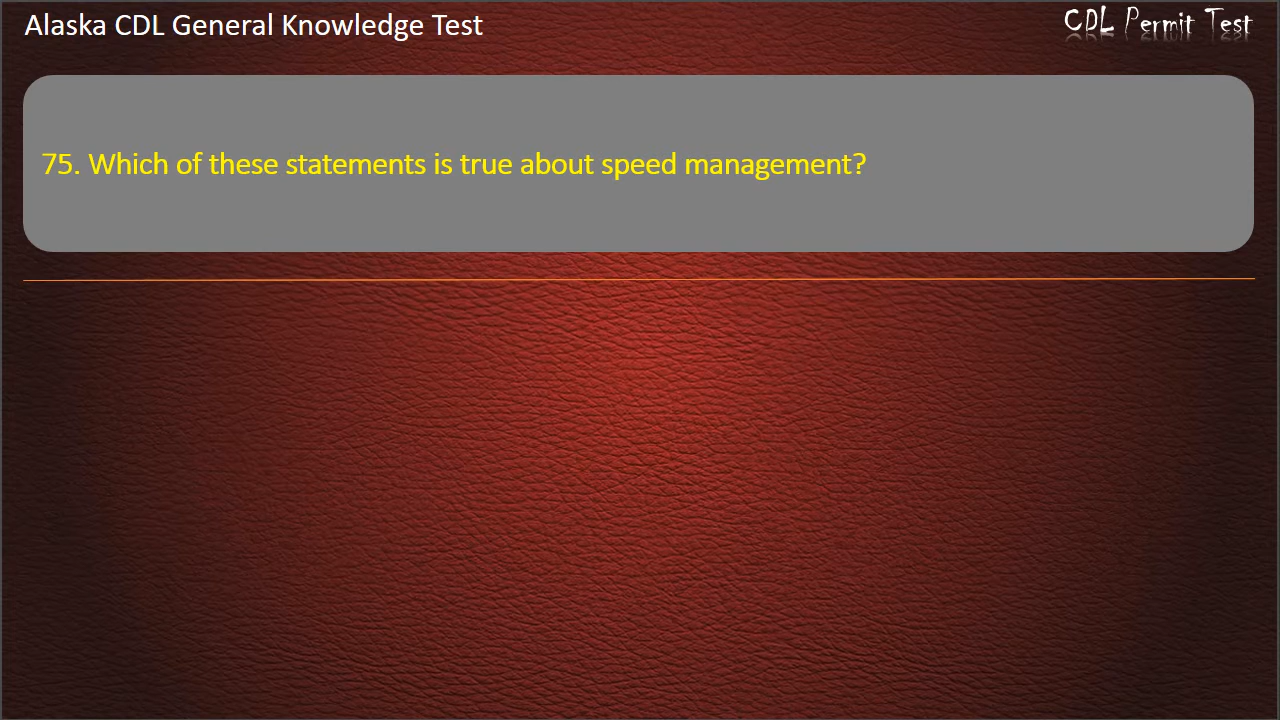 Alaska CDL General Knowledge Test
CDL Permit Test
75. Which of these statements is true about speed management?